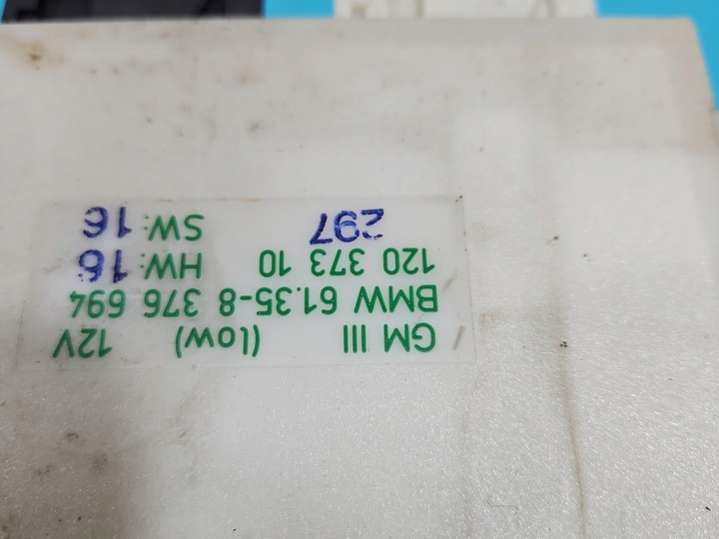 GM III (low) 12V
BMW 61.35-8 376 694
120 373 10 HW: 16
297 SW: 16